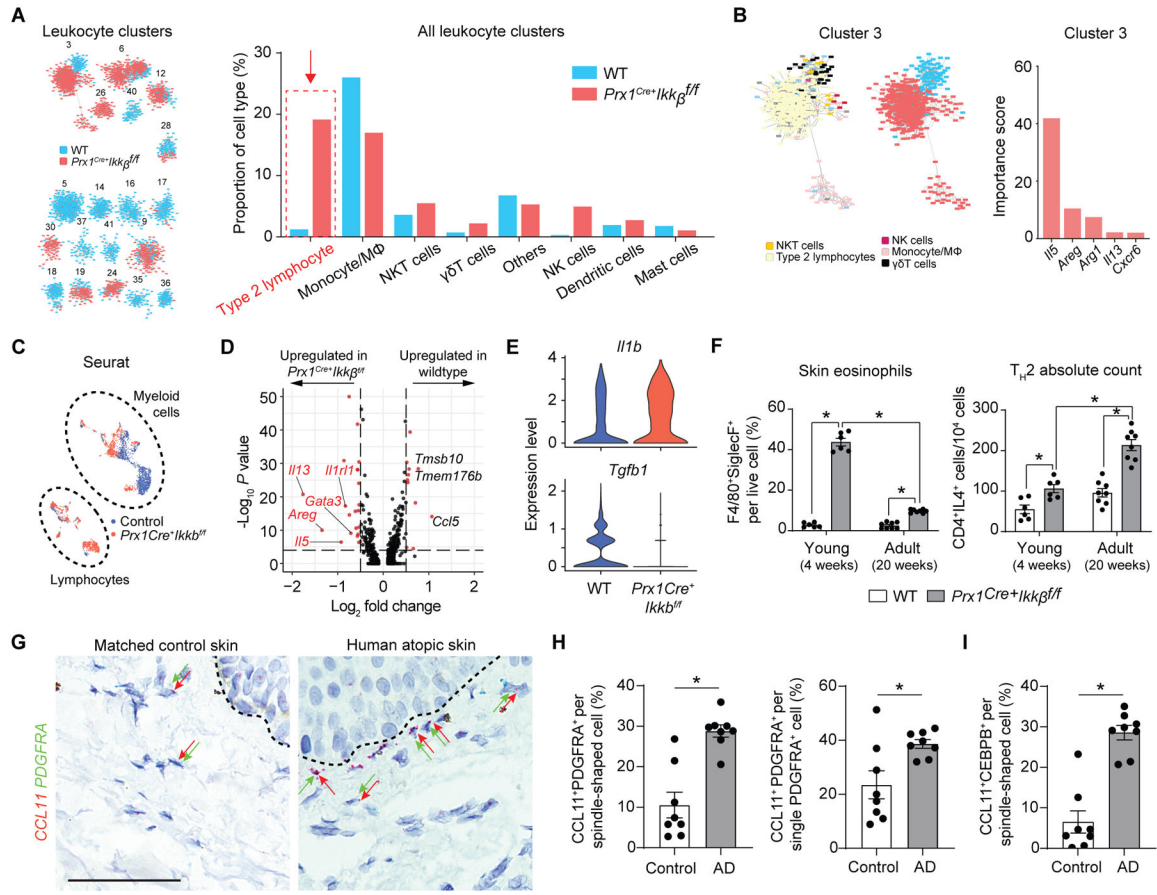 A
Leukocyte clusters
3
6
12
26
40
28
WT
Prx1Cre+Ikkβf/f
5
14
16
17
37
41
9
30
18
19
24
35
36
All leukocyte clusters
Proportion of cell type (%)
30
20
10
0
WT
Prx1Cre+Ikkβf/f
Type 2 lymphocyte
Monocyte/MΦ
NKT cells
γδT cells
Others
NK cells
Dendritic cells
Mast cells
B
Cluster 3
NKT cells
Type 2 lymphocytes
NK cells
Monocyte/MΦ
γδT cells
Cluster 3
Importance score
60
40
20
0
Il5
Areg
Arg1
Il13
Cxcr6
C
Seurat
Myeloid
cells
Control
Prx1Cre+Ikkbf/f
Lymphocytes
D
Upregulated in
Prx1Cre+Ikkβf/f
Upregulated in
wildtype
-Log10 P value
50
40
30
20
10
0
Il13
Il1rl1
Gata3
Areg
Il5
Tmsb10
Tmem176b
Ccl5
-2
-1
0
1
2
Log2 fold change
E
Il1b
Expression level
4
2
0
Tgfb1
2
1
0
WT
Prx1Cre+
Ikkbf/f
F
Skin eosinophils
F4/80+SiglecF+
per live cell (%)
60
50
40
30
20
10
0
*
*
*
Young
(4 weeks)
Adult
(20 weeks)
TH2 absolute count
CD4+IL4+ cells/104 cells
400
300
200
100
0
*
*
*
Young
(4 weeks)
Adult
(20 weeks)
WT
Prx1Cre+Ikkβf/f
G
Matched control skin
Human atopic skin
CCL11 PDGFRA
H
CCL11+PDGFRA+ per
spindle-shaped cell (%)
40
30
20
10
0
*
Control
AD
CCL11+ PDGFRA+ per
single PDGFRA+ cell (%)
60
40
20
0
*
Control
AD
I
CCL11+CEBPB+ per
spindle-shaped cell (%)
40
30
20
10
0
*
Control
AD